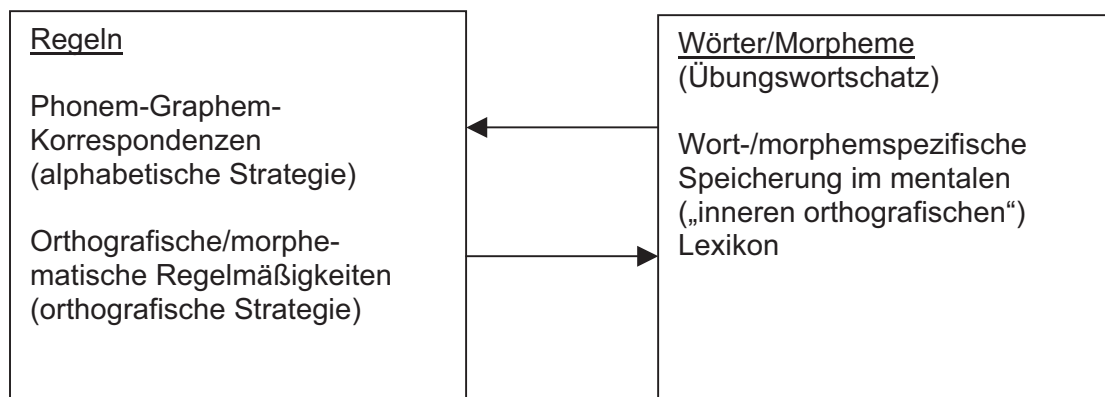 Regeln
Phonem-Graphem-
Korrespondenzen
(alphabetische Strategie)
Orthografische/morphe-
matische Regelmäßigkeiten
(orthografische Strategie)
Wörter/Morpheme
(Übungswortschatz)
Wort-/morphemspezifische
Speicherung im mentalen
(„inneren orthografischen“)
Lexikon